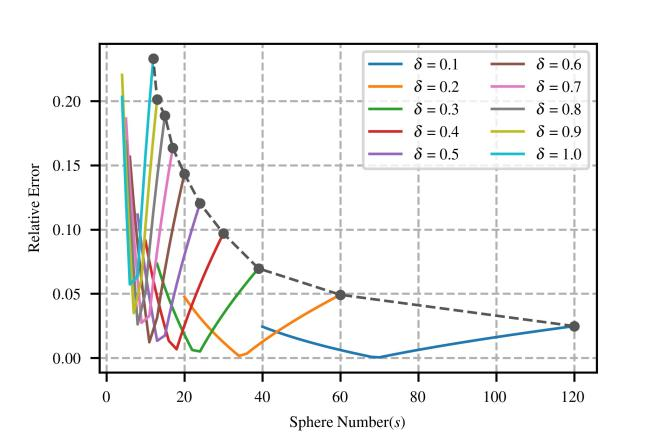 δ = 0.1 δ = 0.6
δ = 0.2 δ = 0.7
δ = 0.3 δ = 0.8
δ = 0.4 δ = 0.9
δ = 0.5 δ = 1.0
0.20
0.15
0.10
0.05
0.00
Relative Error
0 20 40 60 80 100 120
Sphere Number(s)